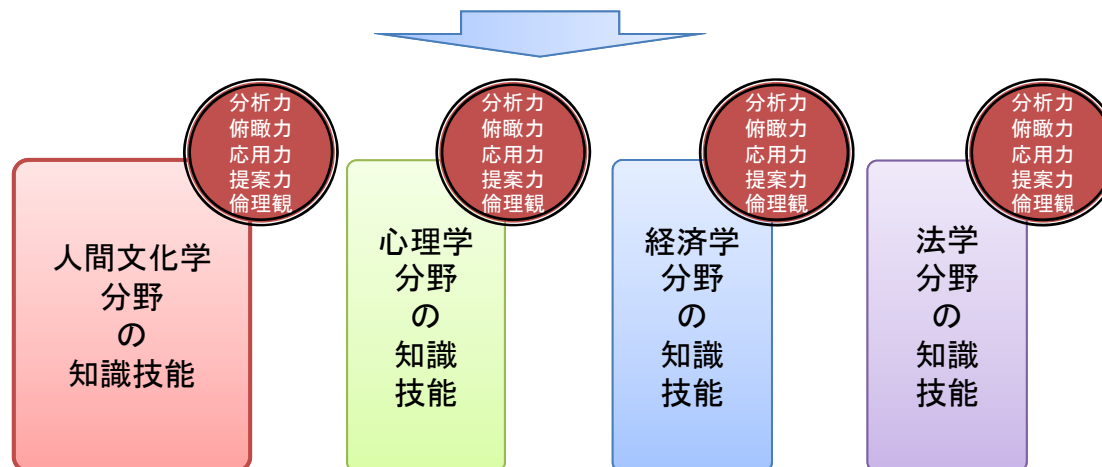 分析力
俯瞰力
応用力
提案力
倫理観
人間文化学
分野
の
知識技能
分析力
俯瞰力
応用力
提案力
倫理観
心理学
分野
の
知識
技能
分析力
俯瞰力
応用力
提案力
倫理観
経済学
分野
の
知識
技能
分析力
俯瞰力
応用力
提案力
倫理観
法学
分野
の
知識
技能